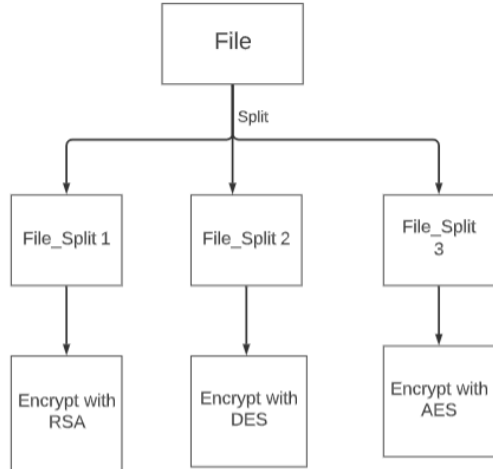 File
Split
File_Split 1
File_Split 2
File_Split
3
Encrypt with
RSA
Encrypt with
DES
Encrypt with
AES